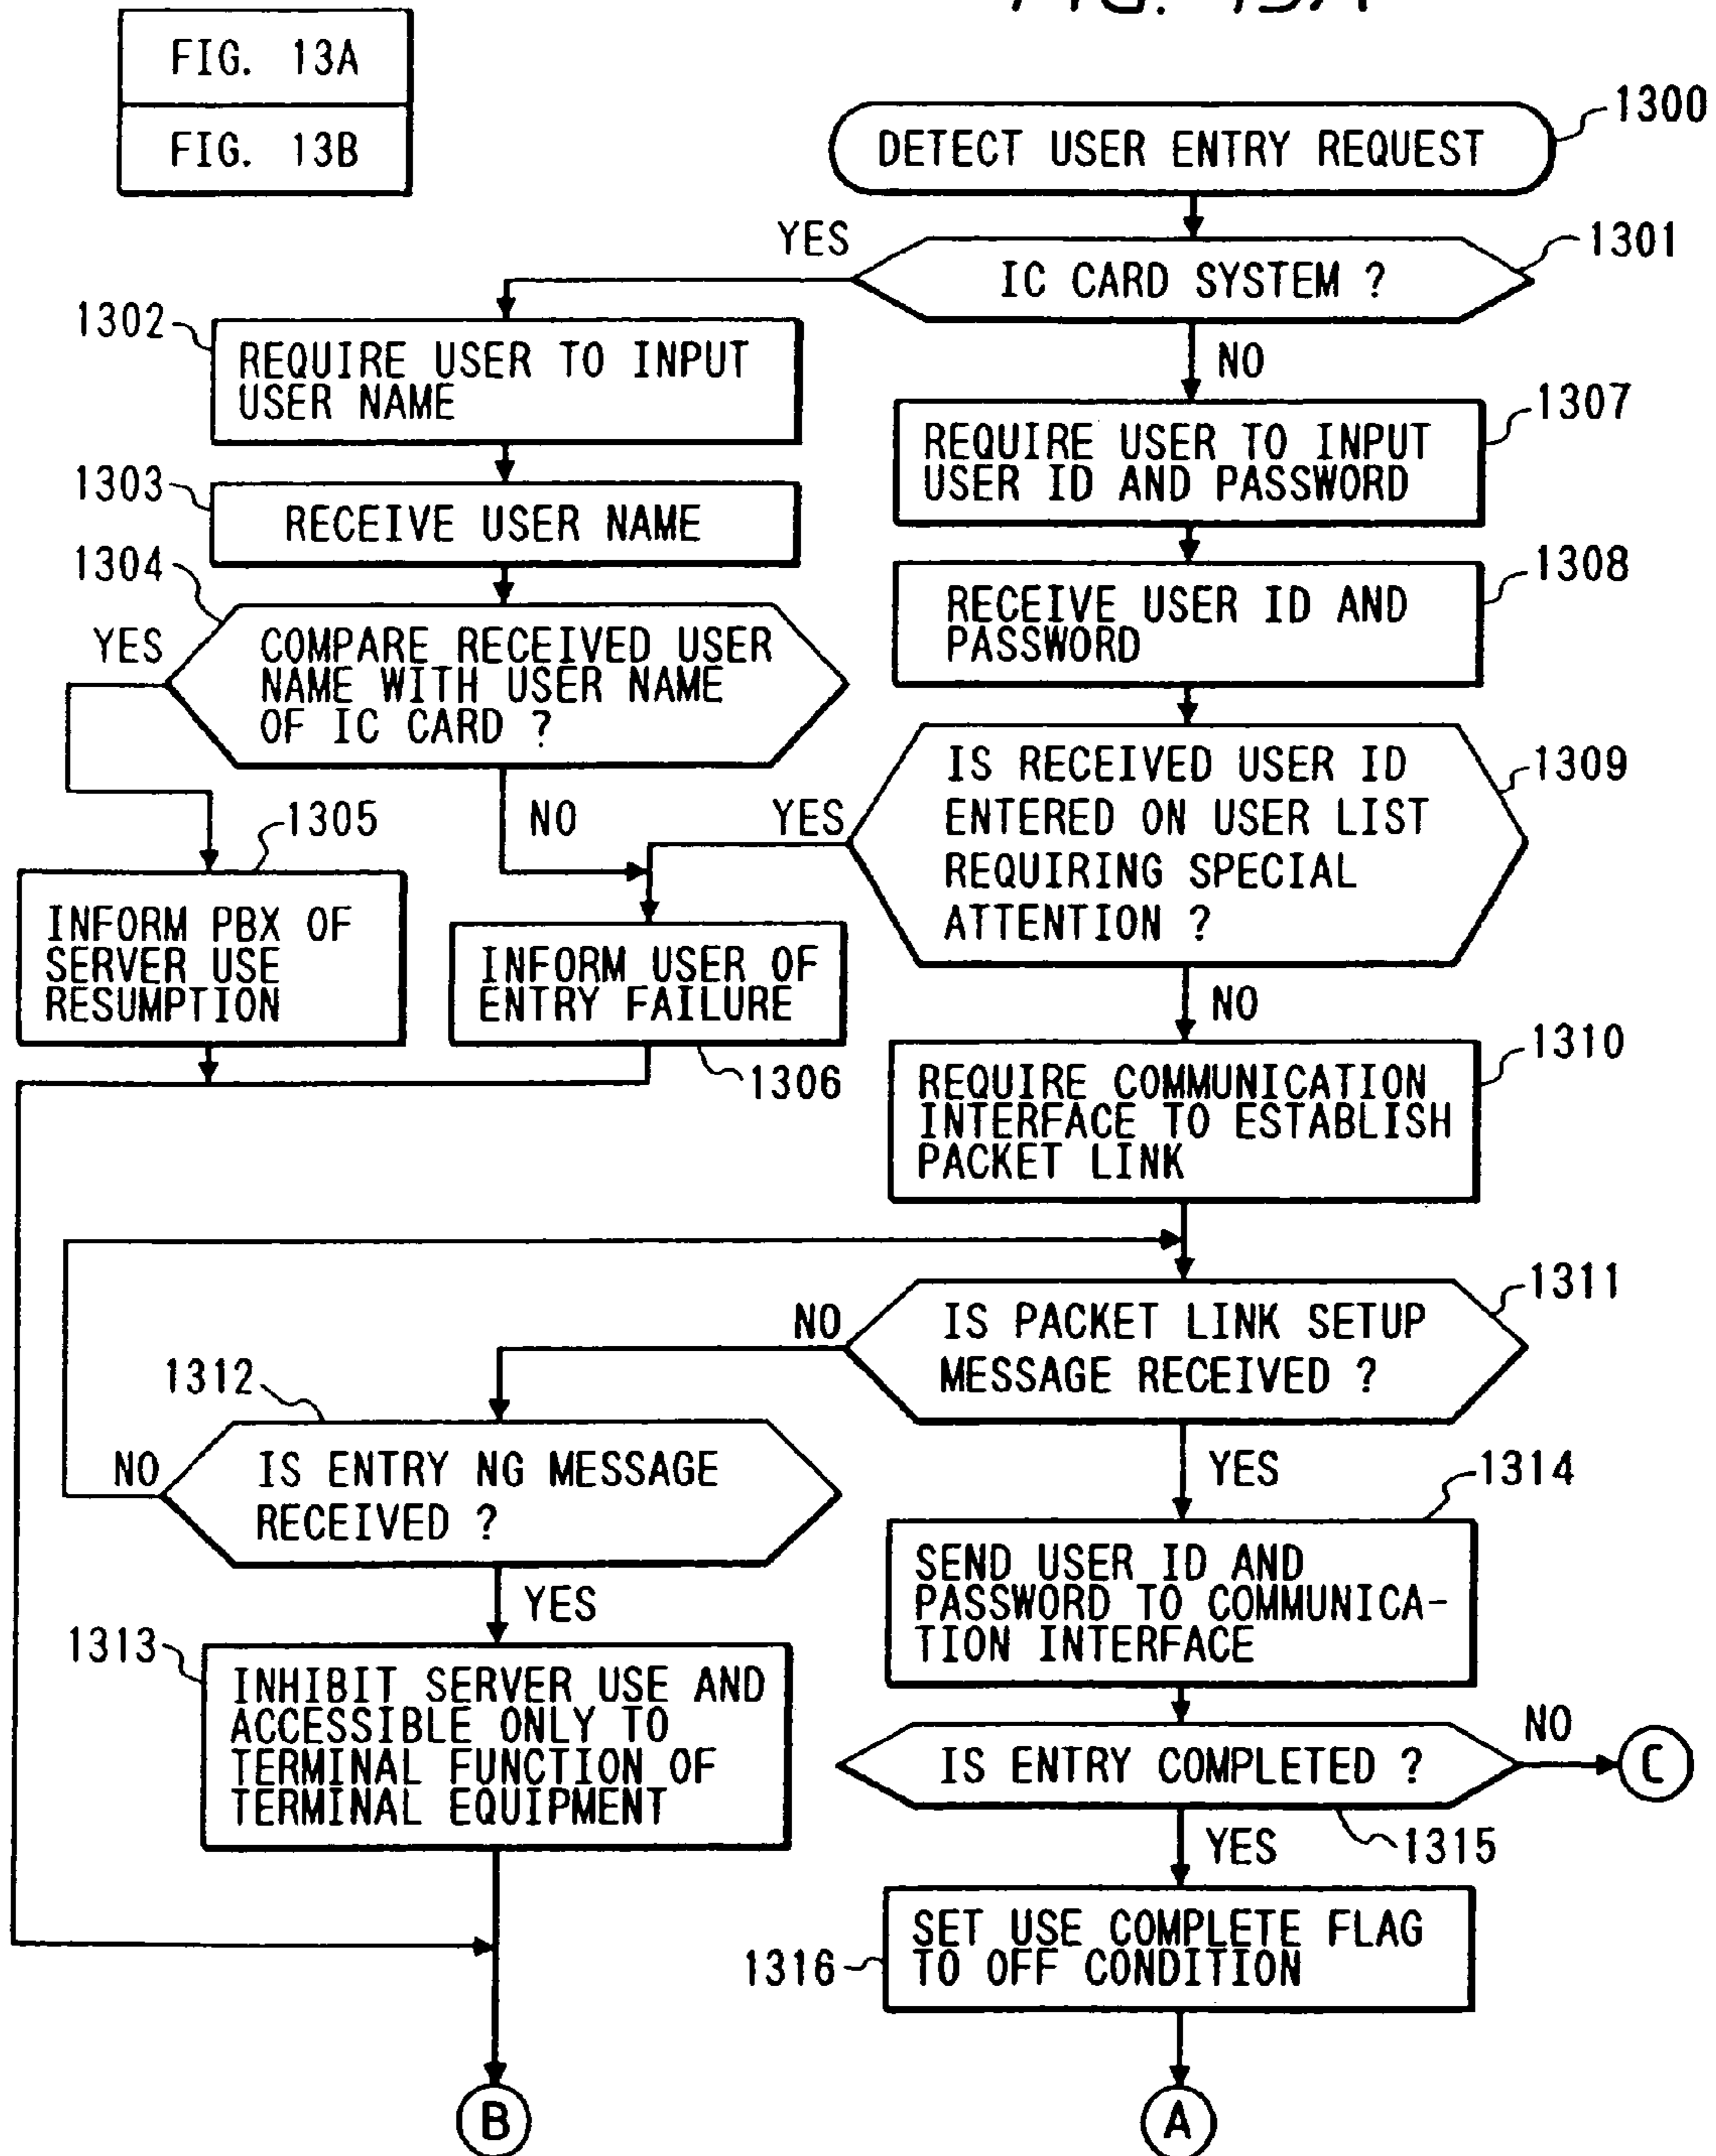 FIG. 13A
FIG. 13A
FIG. 13B
DETECT USER ENTRY REQUEST
1300
YES
IC CARD SYSTEM ?
1301
NO
1302
REQUIRE USER TO INPUT
USER NAME
1303
RECEIVE USER NAME
1304
YES
COMPARE RECEIVED USER
NAME WITH USER NAME
OF IC CARD ?
NO
1305
INFORM PBX OF
SERVER USE
RESUMPTION
INFORM USER OF
ENTRY FAILURE
1306
1307
REQUIRE USER TO INPUT
USER ID AND PASSWORD
1308
RECEIVE USER ID AND
PASSWORD
YES
IS RECEIVED USER ID
ENTERED ON USER LIST
REQUIRING SPECIAL
ATTENTION ?
1309
NO
1310
REQUIRE COMMUNICATION
INTERFACE TO ESTABLISH
PACKET LINK
NO
IS PACKET LINK SETUP
MESSAGE RECEIVED ?
1311
YES
1312
NO
IS ENTRY NG MESSAGE
RECEIVED ?
YES
1313
INHIBIT SERVER USE AND
ACCESSIBLE ONLY TO
TERMINAL FUNCTION OF
TERMINAL EQUIPMENT
1314
SEND USER ID AND
PASSWORD TO COMMUNICA-
TION INTERFACE
IS ENTRY COMPLETED ?
NO
C
YES
1315
SET USE COMPLETE FLAG
TO OFF CONDITION
1316
B
A